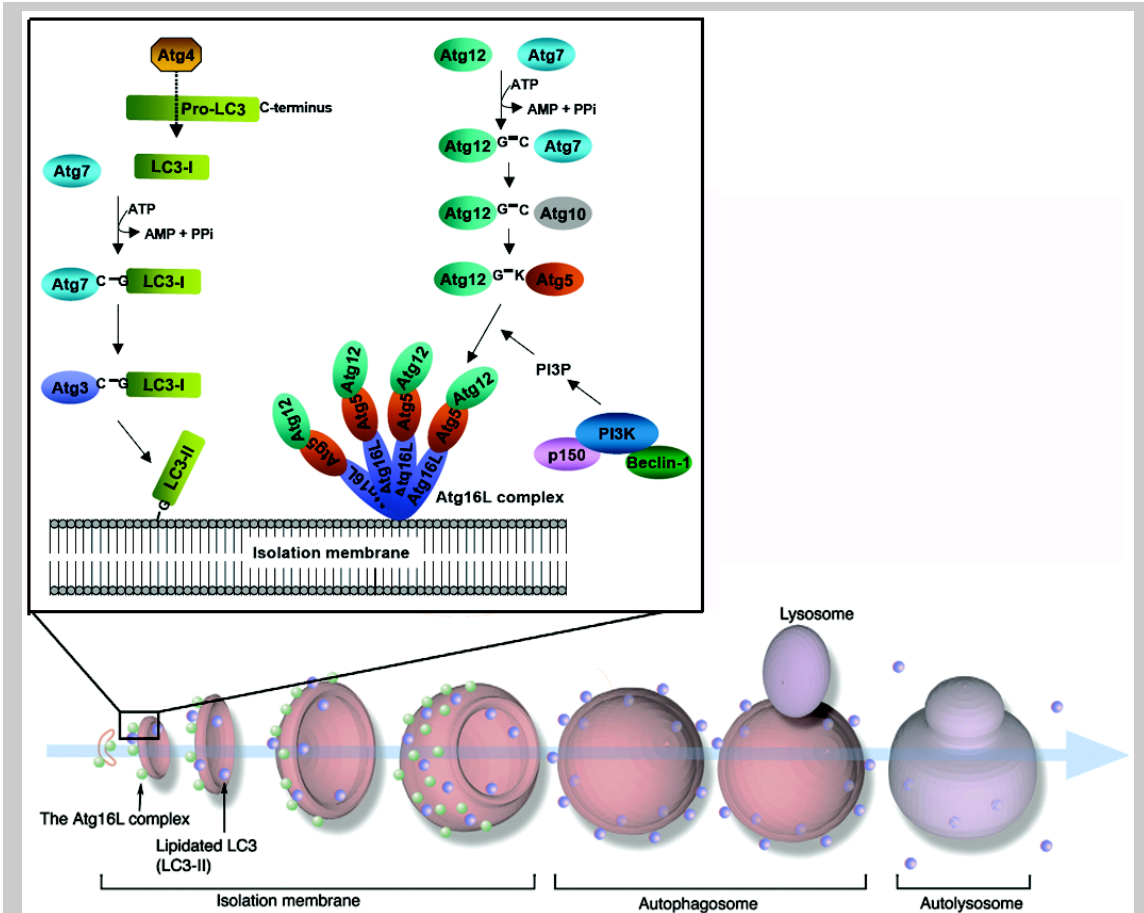 Atg4
Pro-LC3 C-terminus
LC3-I
Atg7
ATP
AMP + PPi
Atg7 C G LC3-I
Atg3 C G LC3-I
LC3-II
G
Atg12 Atg7
ATP
AMP + PPi
Atg12 G C Atg7
Atg12 G C Atg10
Atg12 G K Atg5
PI3P
PI3K
p150
Beclin-1
Atg12
Atg5
Atg12
Atg5
Atg16L
Atg12
Atg5
Atg16L
Atg12
Atg5
Atg16L
Atg16L complex
Isolation membrane
Lysosome
The Atg16L complex
Lipidated LC3
(LC3-II)
Isolation membrane
Autophagosome
Autolysosome